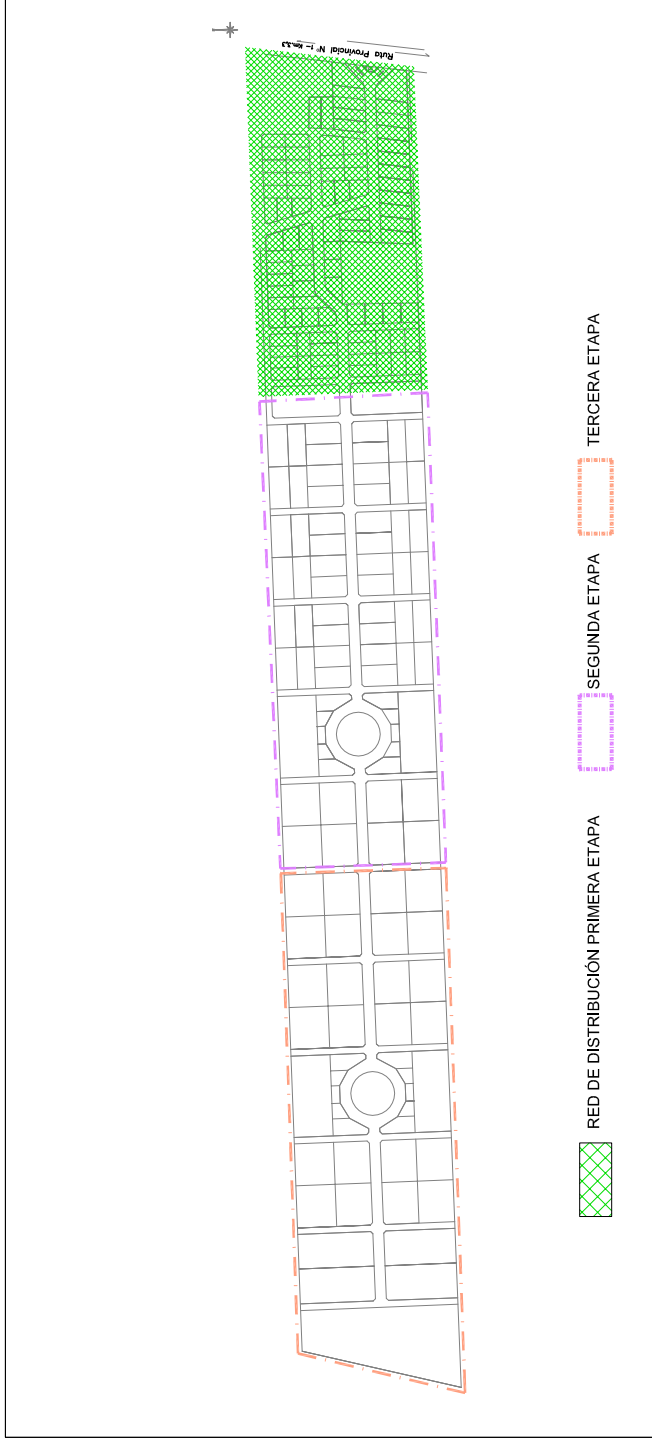 Ruta Provincial N° 1 - Km.3,3
RED DE DISTRIBUCIÓN PRIMERA ETAPA
SEGUNDA ETAPA
TERCERA ETAPA